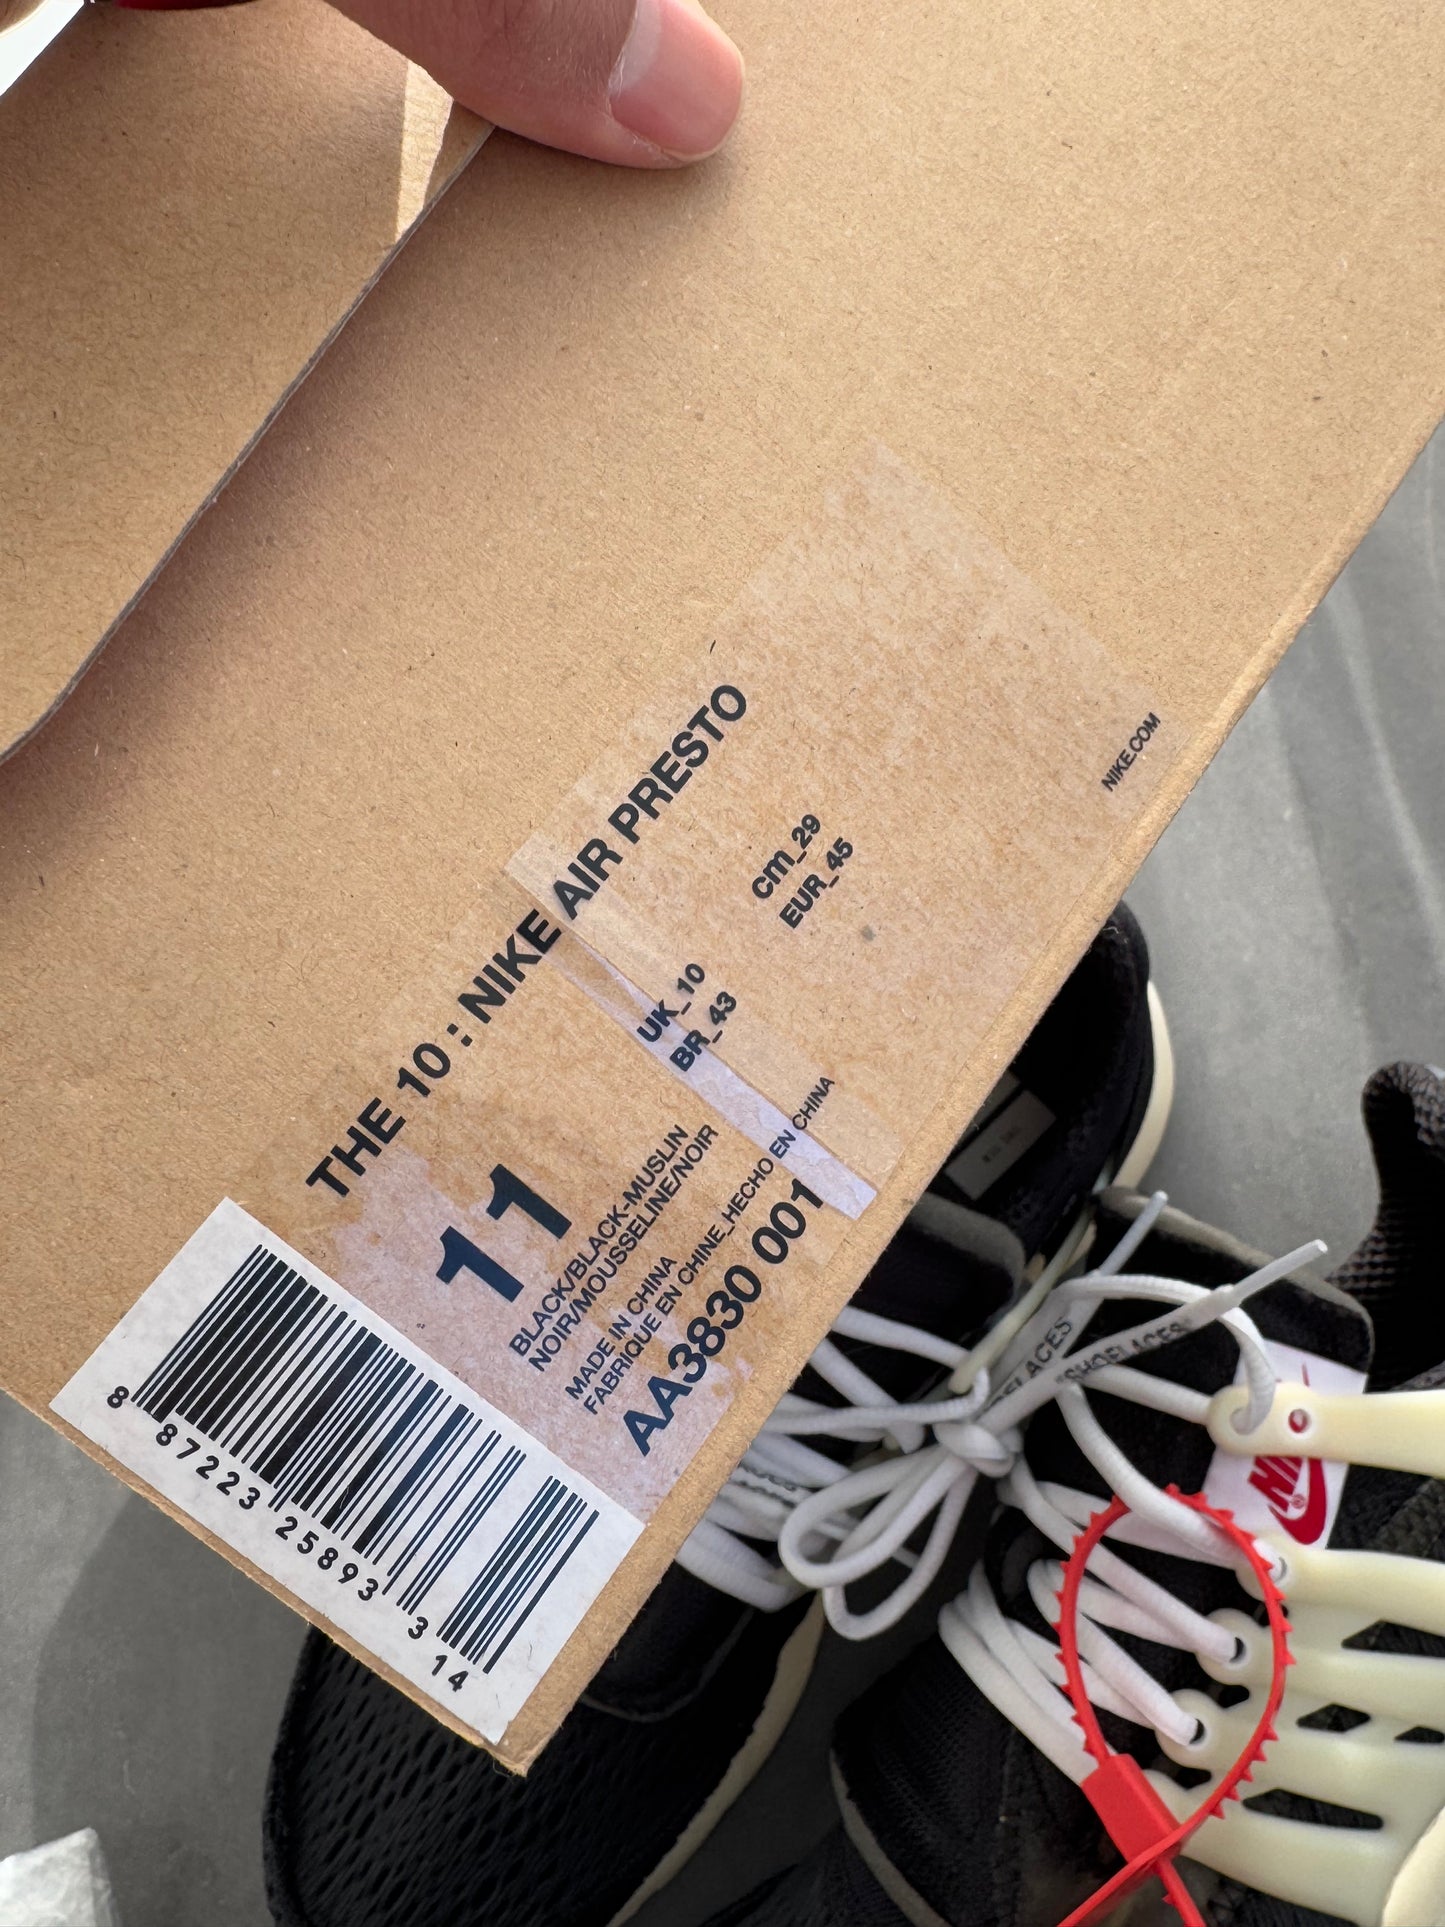 THE 10 : NIKE AIR PRESTO
11
UK_10
BR_43
cm_29
EUR_45
NIKE.COM
BLACK/BLACK-MUSLIN
NOIR/MOUSSELINE/NOIR
MADE IN CHINA
FABRIQUE EN CHINE_HECHO EN CHINA
AA3830 001
8 87223 25893 3
14
"SHOELACES"
NIKE